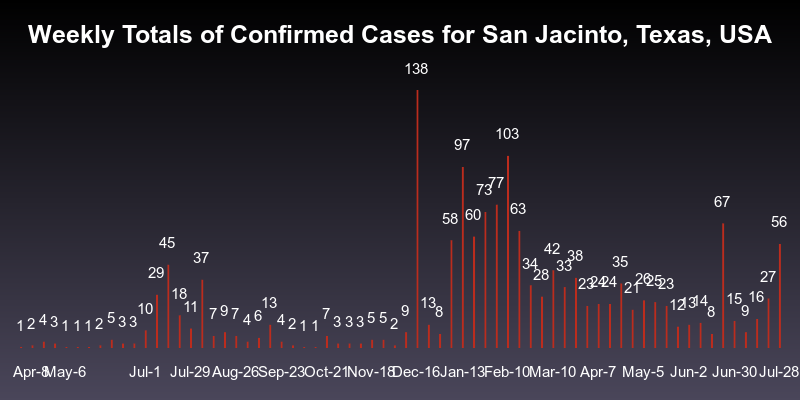 Weekly Totals of Confirmed Cases for San Jacinto, Texas, USA
1 2 4 3 1 1 1 2 5 3 3 10 29 45 18 11 37 7 9 7 4 6 13 4 2 1 1 7 3 3 3 5 5 2 9 138 13 8 58 97 60 73 77 103 63 34 28 42 33 38 23 24 24 35 21 26 25 23 12 13 14 8 67 15 9 16 27 56
Apr-8 May-6 Jul-1 Jul-29 Aug-26 Sep-23 Oct-21 Nov-18 Dec-16 Jan-13 Feb-10 Mar-10 Apr-7 May-5 Jun-2 Jun-30 Jul-28